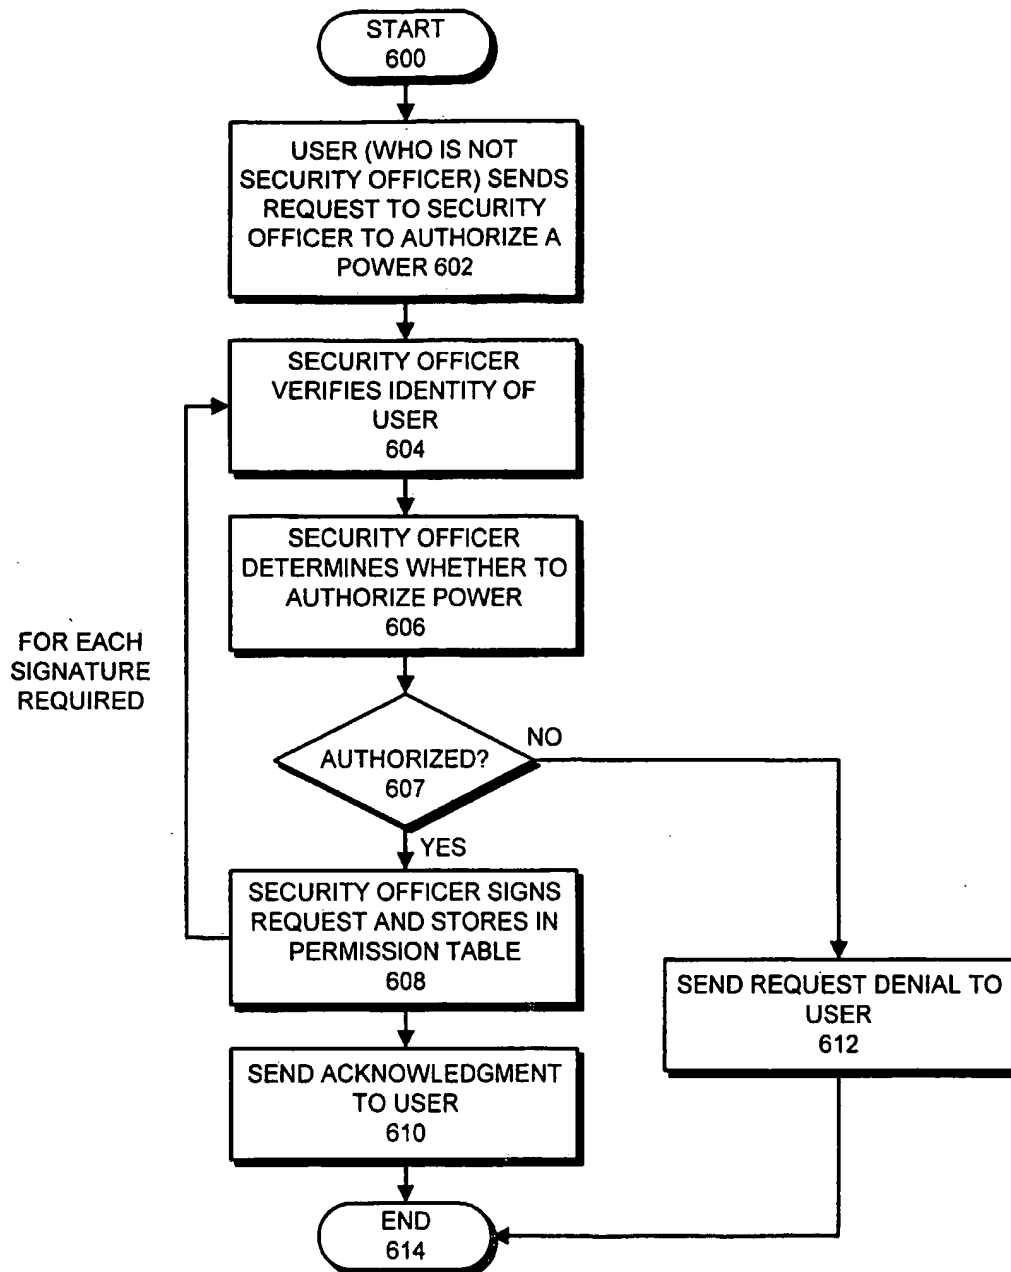 START
600
USER (WHO IS NOT
SECURITY OFFICER) SENDS
REQUEST TO SECURITY
OFFICER TO AUTHORIZE A
POWER 602
SECURITY OFFICER
VERIFIES IDENTITY OF
USER
604
SECURITY OFFICER
DETERMINES WHETHER TO
AUTHORIZE POWER
606
FOR EACH
SIGNATURE
REQUIRED
AUTHORIZED?
607
NO
YES
SECURITY OFFICER SIGNS
REQUEST AND STORES IN
PERMISSION TABLE
608
SEND REQUEST DENIAL TO
USER
612
SEND ACKNOWLEDGMENT
TO USER
610
END
614